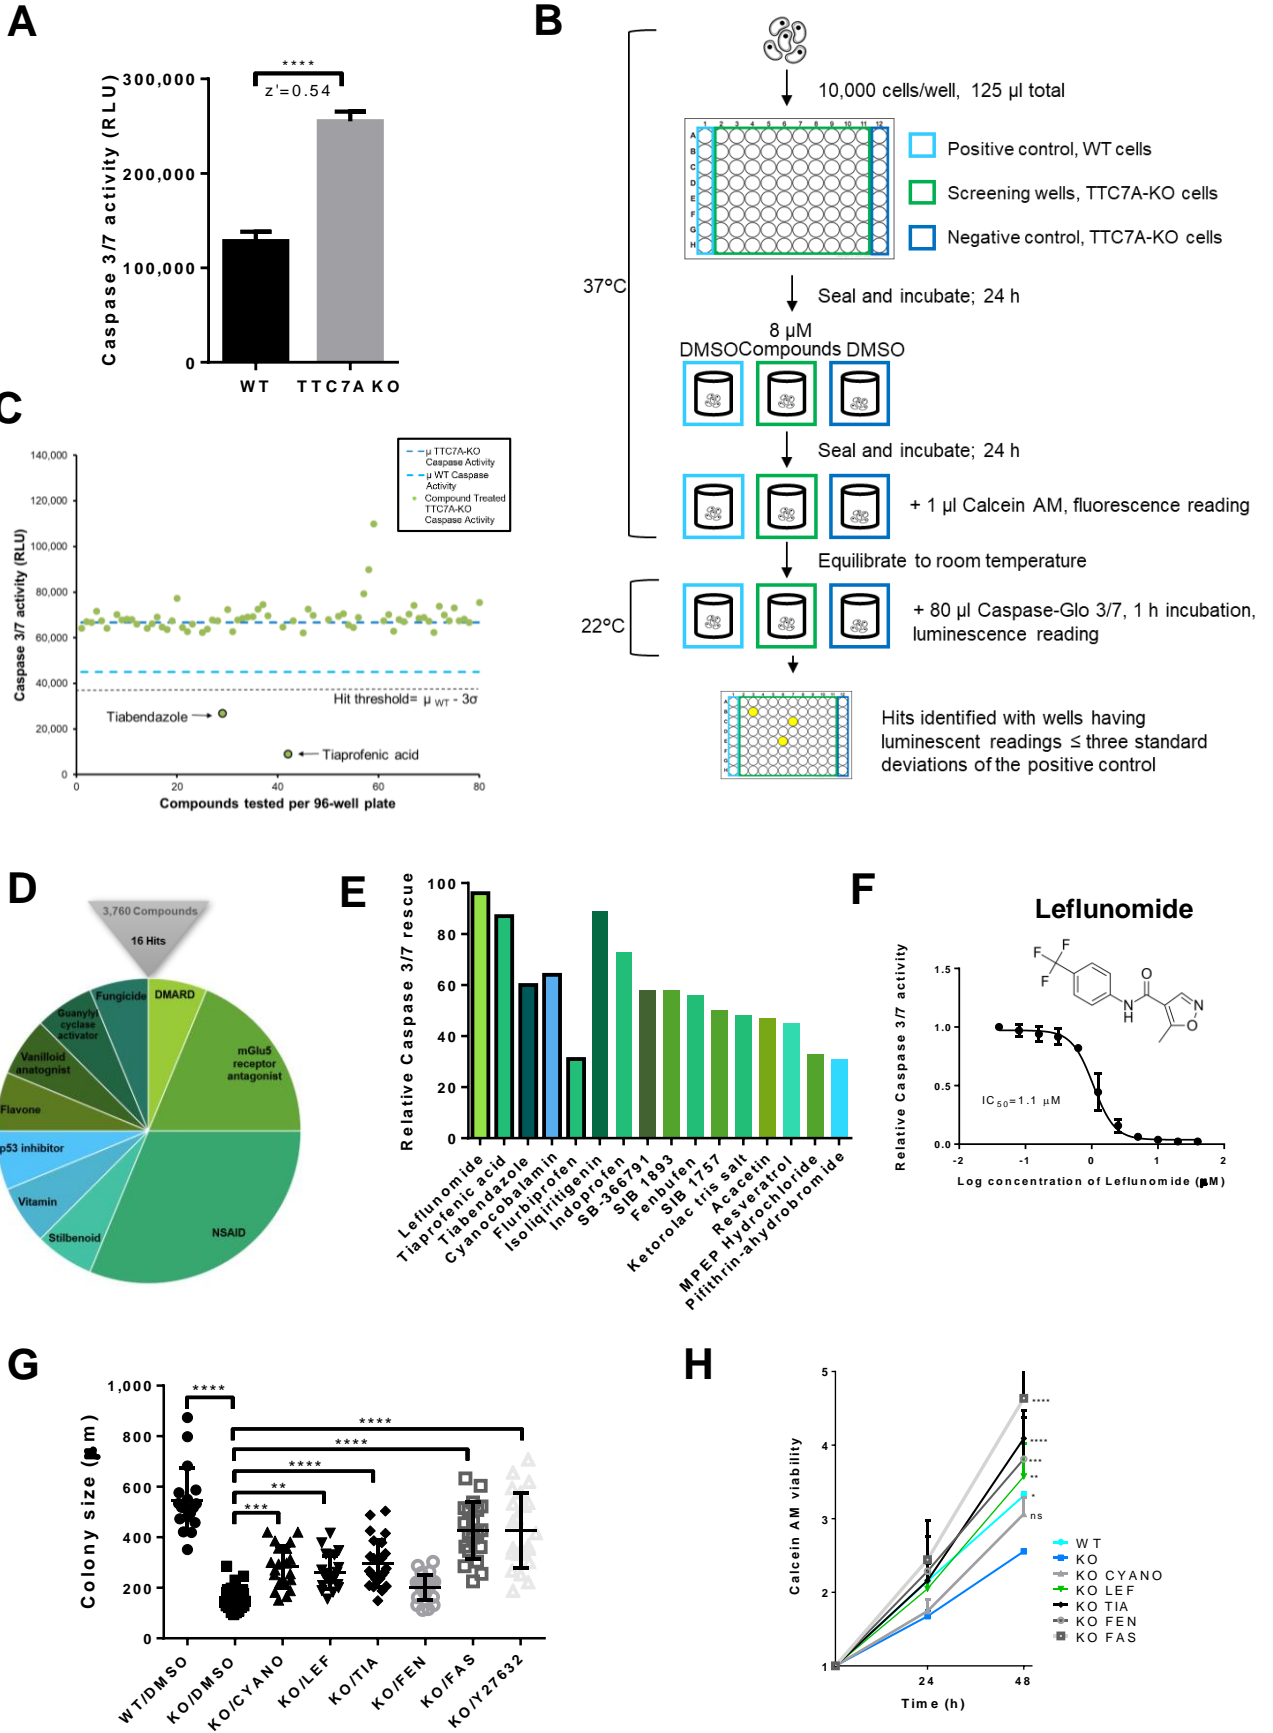 A
Caspase 3/7 activity (RLU)
300,000
200,000
100,000
0
****
z'=0.54
WT
TTC7A KO
B
10,000 cells/well, 125 µl total
1 2 3 4 5 6 7 8 9 10 11 12
A
B
C
D
E
F
G
H
Positive control, WT cells
Screening wells, TTC7A-KO cells
Negative control, TTC7A-KO cells
37°C
Seal and incubate; 24 h
8 µM
DMSO Compounds DMSO
Seal and incubate; 24 h
+ 1 µl Calcein AM, fluorescence reading
Equilibrate to room temperature
22°C
+ 80 µl Caspase-Glo 3/7, 1 h incubation,
luminescence reading
Hits identified with wells having
luminescent readings ≤ three standard
deviations of the positive control
C
Caspase 3/7 activity (RLU)
140,000
120,000
100,000
80,000
60,000
40,000
20,000
0
µ TTC7A-KO
Caspase Activity
µ WT Caspase
Activity
Compound Treated
TTC7A-KO
Caspase Activity
Hit threshold= µ WT - 3σ
Tiabendazole
Tiaprofenic acid
0 20 40 60 80
Compounds tested per 96-well plate
D
3,760 Compounds
16 Hits
Fungicide
DMARD
Guanylyl
cyclase
activator
mGlu5
receptor
antagonist
Vanilloid
anatognist
Flavone
p53 inhibitor
Vitamin
Stilbenoid
NSAID
E
Relative Caspase 3/7 rescue
100
80
60
40
20
0
Leflunomide
Tiaprofenic acid
Tiabendazole
Cyanocobalamin
Flurbiprofen
Isoliqiritigenin
Indoprofen
SB-366791
SIB 1893
Fenbufen
SIB 1757
Ketorolac tris salt
Acacetin
Resveratrol
MPEP Hydrochloride
Pifithrin-ahydrobromide
F
Leflunomide
Relative Caspase 3/7 activity
1.5
1.0
0.5
0.0
F
F
F
O
N
H
N
O
IC50=1.1 µM
-2 -1 0 1 2
Log concentration of Leflunomide (µM)
G
Colony size (µm)
1,000
800
600
400
200
0
****
****
****
****
**
***
WT/DMSO
KO/DMSO
KO/CYANO
KO/LEF
KO/TIA
KO/FEN
KO/FAS
KO/Y27632
H
Calcein AM viability
5
4
3
2
1
****
****
***
**
*
ns
24 48
Time (h)
WT
KO
KO CYANO
KO LEF
KO TIA
KO FEN
KO FAS